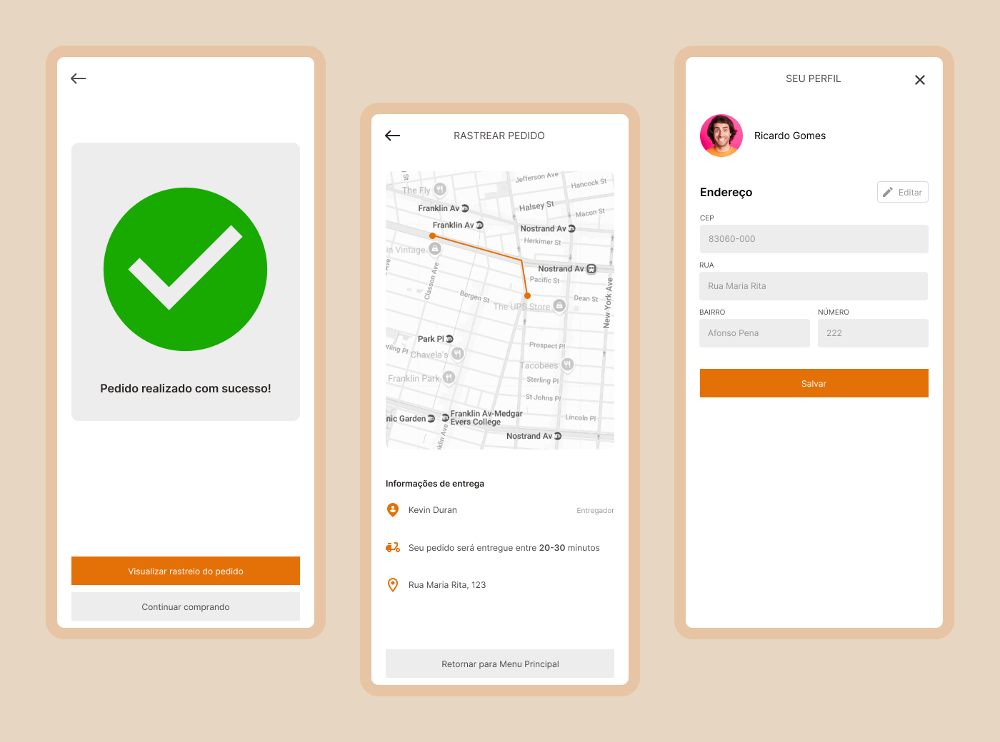 Pedido realizado com sucesso!
Visualizar rastreio do pedido
Continuar comprando
RASTREAR PEDIDO
St
Jefferson Ave
Hancock St
The Fly
Franklin Av
Halsey St
Macon St
Franklin Av
Nostrand Av
Herkimer St
in Vintage
Nostrand Av
Ave
Classon Ave
Pacific St
New York Ave
Bergen St
Dean St
The UPS Store
Park Pl
rling Pl
Chavela's
Prospect Pl
Tacobees
Franklin Park
Sterling Pl
St Johns Pl
nic Garden
Franklin Av-Medgar
Evers College
Lincoln Pl
nklin Ave
Nostrand Av
Informações de entrega
Kevin Duran
Entregador
Seu pedido será entregue entre 20-30 minutos
Rua Maria Rita, 123
Retornar para Menu Principal
SEU PERFIL
Ricardo Gomes
Endereço
Editar
CEP
83060-000
RUA
Rua Maria Rita
BAIRRO
NÚMERO
Afonso Pena
222
Salvar